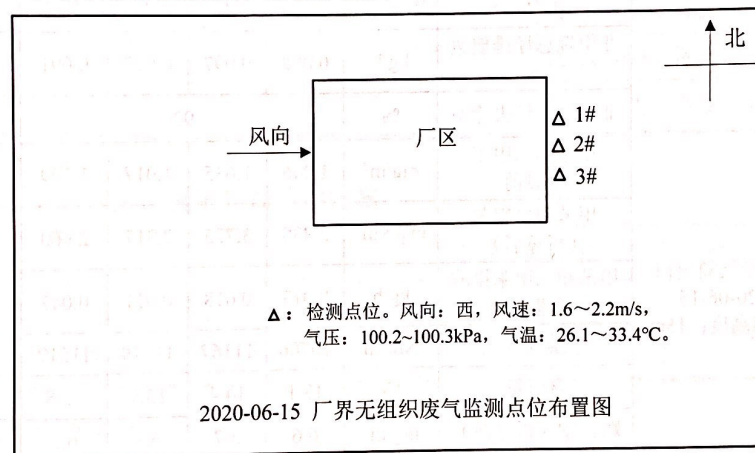 北
风向
厂区
Δ 1#
Δ 2#
Δ 3#
Δ：检测点位。风向：西，风速：1.6～2.2m/s，
气压：100.2~100.3kPa，气温：26.1～33.4℃。
2020-06-15 厂界无组织废气监测点位布置图